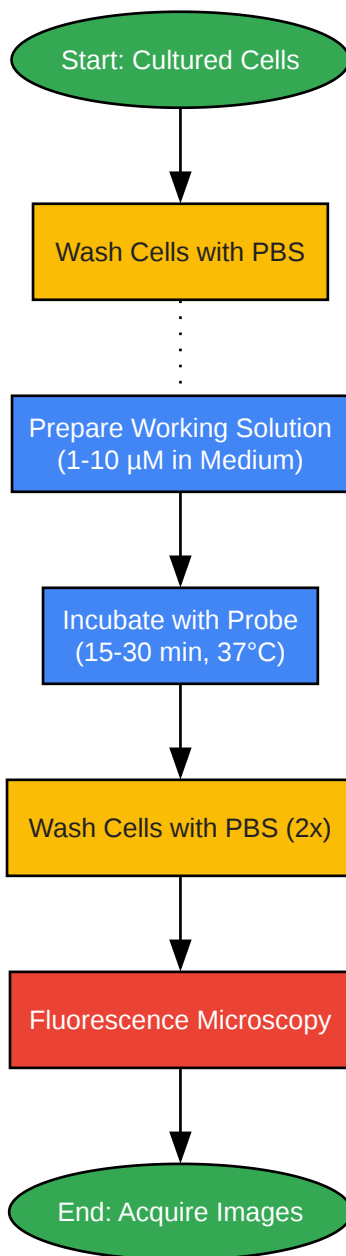 Start: Cultured Cells
Wash Cells with PBS
Prepare Working Solution
(1-10 µM in Medium)
Incubate with Probe
(15-30 min, 37°C)
Wash Cells with PBS (2x)
Fluorescence Microscopy
End: Acquire Images